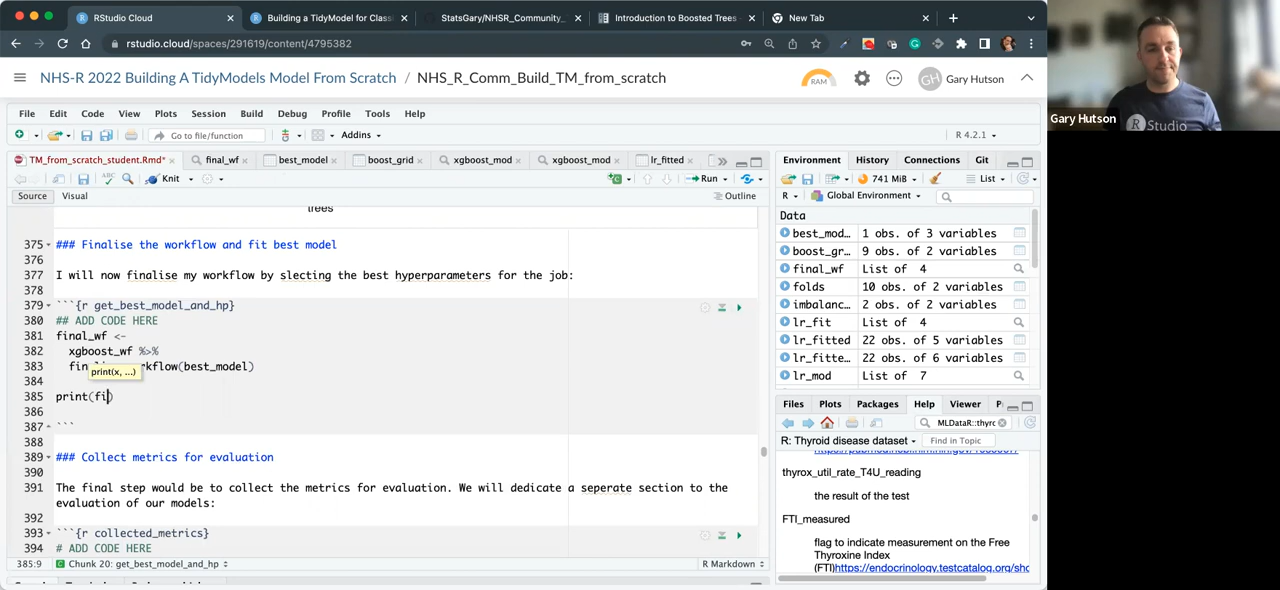 RStudio Cloud
Building a TidyModel for Class
StatsGary/NHSR_Community_
Introduction to Boosted Trees
New Tab
rstudio.cloud/spaces/291619/content/4795382
NHS-R 2022 Building A TidyModels Model From Scratch / NHS_R_Comm_Build_TM_from_scratch
RAM
GH Gary Hutson
File Edit Code View Plots Session Build Debug Profile Tools Help
Go to file/function Addins R 4.2.1
TM_from_scratch_student.Rmd* final_wf best_model boost_grid xgboost_mod xgboost_mod lr_fitted
Knit Run
Source Visual Outline
trees
375 ### Finalise the workflow and fit best model
376
377 I will now finalise my workflow by slecting the best hyperparameters for the job:
378
379 ```{r get_best_model_and_hp}
380 ## ADD CODE HERE
381 final_wf <-
382 xgboost_wf %>%
383 fin kflow(best_model)
print(x, ...)
384
385 print(fi)
386
387 ```
388
389 ### Collect metrics for evaluation
390
391 The final step would be to collect the metrics for evaluation. We will dedicate a seperate section to the
evaluation of our models:
392
393 ```{r collected_metrics}
394 # ADD CODE HERE
385:9 Chunk 20: get_best_model_and_hp R Markdown
Environment History Connections Git
741 MiB List
R Global Environment
Data
best_mod… 1 obs. of 3 variables
boost_gr… 9 obs. of 2 variables
final_wf List of 4
folds 10 obs. of 2 variables
imbalanc… 2 obs. of 2 variables
lr_fit List of 4
lr_fitted 22 obs. of 5 variables
lr_fitte… 22 obs. of 6 variables
lr_mod List of 7
Files Plots Packages Help Viewer
MLDataR::thyro
R: Thyroid disease dataset Find in Topic
thyrox_util_rate_T4U_reading
the result of the test
FTI_measured
flag to indicate measurement on the Free
Thyroxine Index
(FTI)https://endocrinology.testcatalog.org/sho
Gary Hutson
R Studio